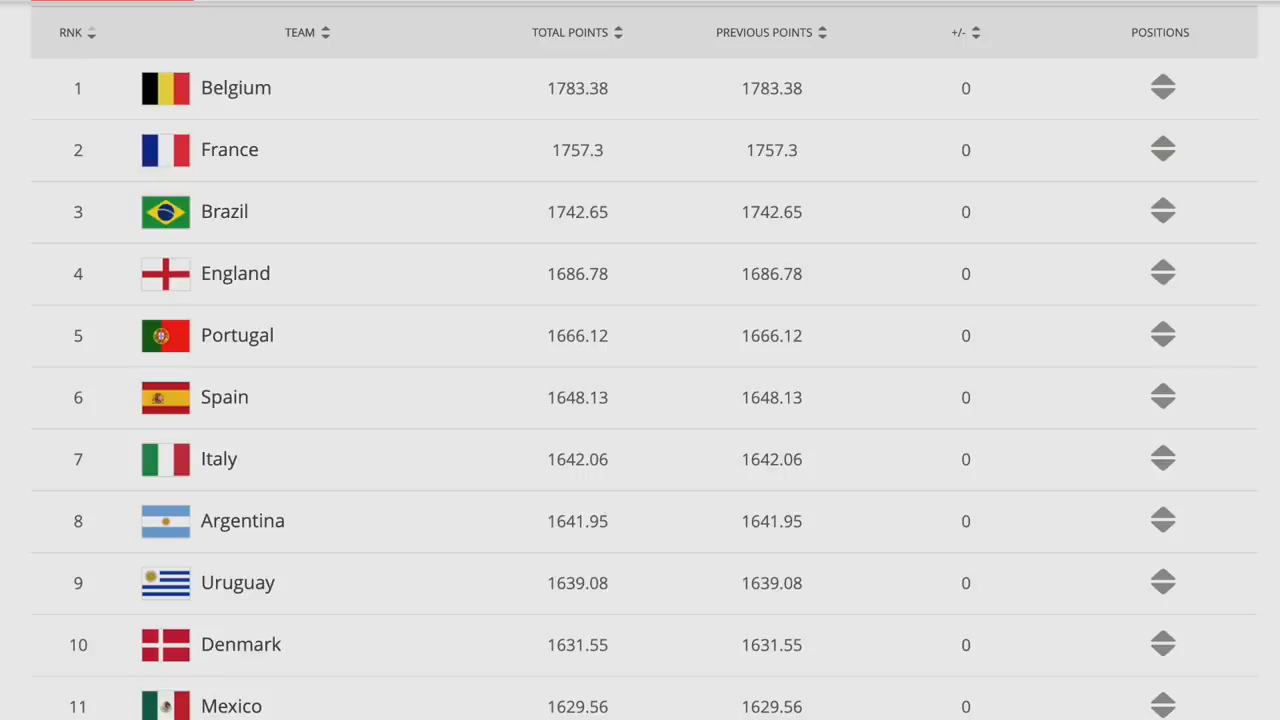 RNK TEAM TOTAL POINTS PREVIOUS POINTS +/- POSITIONS
1 Belgium 1783.38 1783.38 0
2 France 1757.3 1757.3 0
3 Brazil 1742.65 1742.65 0
4 England 1686.78 1686.78 0
5 Portugal 1666.12 1666.12 0
6 Spain 1648.13 1648.13 0
7 Italy 1642.06 1642.06 0
8 Argentina 1641.95 1641.95 0
9 Uruguay 1639.08 1639.08 0
10 Denmark 1631.55 1631.55 0
11 Mexico 1629.56 1629.56 0